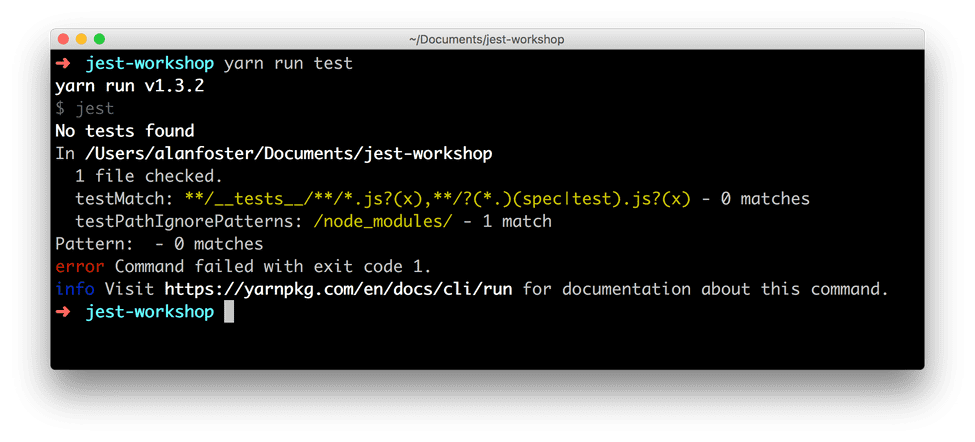 ~/Documents/jest-workshop
➜ jest-workshop yarn run test
yarn run v1.3.2
$ jest
No tests found
In /Users/alanfoster/Documents/jest-workshop
  1 file checked.
  testMatch: **/__tests__/**/*.js?(x),**/?(*.)(spec|test).js?(x) - 0 matches
  testPathIgnorePatterns: /node_modules/ - 1 match
Pattern:  - 0 matches
error Command failed with exit code 1.
info Visit https://yarnpkg.com/en/docs/cli/run for documentation about this command.
➜ jest-workshop